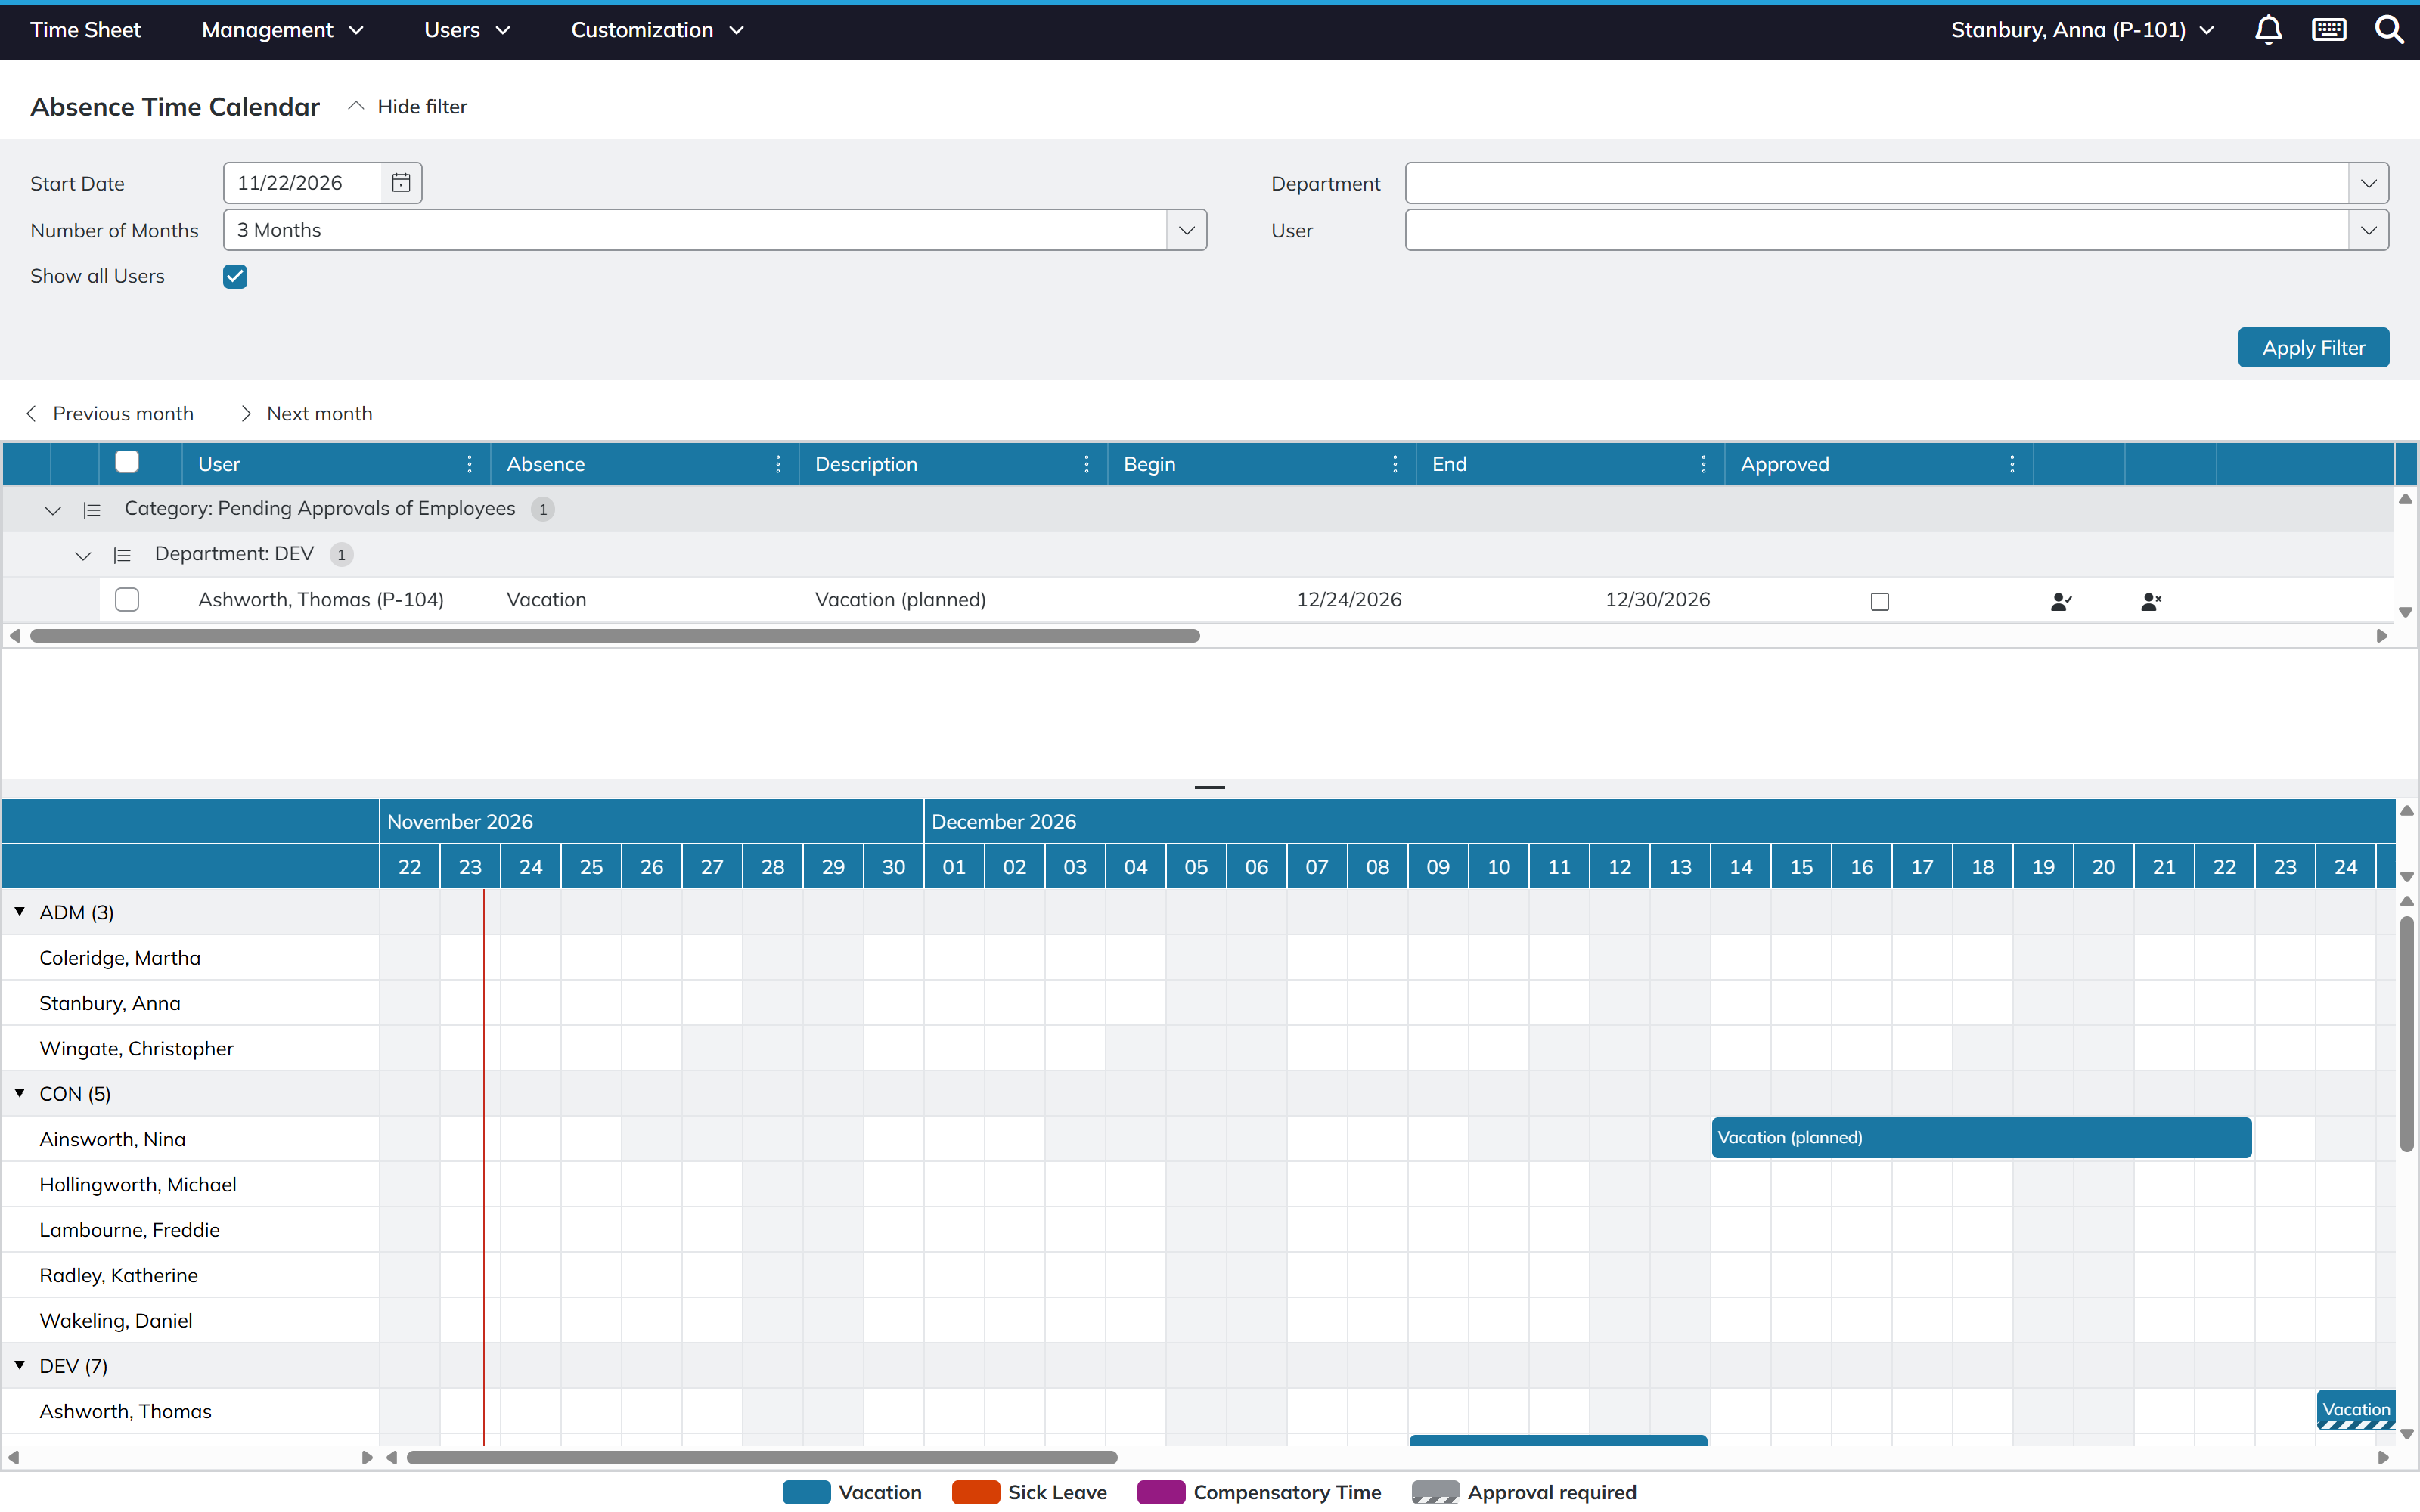 Time Sheet Management Users Customization Stanbury, Anna (P-101)
Absence Time Calendar Hide filter
Start Date 11/22/2026 Department
Number of Months 3 Months User
Show all Users
Apply Filter
Previous month Next month
User Absence Description Begin End Approved
Category: Pending Approvals of Employees 1
Department: DEV 1
Ashworth, Thomas (P-104) Vacation Vacation (planned) 12/24/2026 12/30/2026
November 2026 December 2026
22 23 24 25 26 27 28 29 30 01 02 03 04 05 06 07 08 09 10 11 12 13 14 15 16 17 18 19 20 21 22 23 24
ADM (3)
Coleridge, Martha
Stanbury, Anna
Wingate, Christopher
CON (5)
Ainsworth, Nina Vacation (planned)
Hollingworth, Michael
Lambourne, Freddie
Radley, Katherine
Wakeling, Daniel
DEV (7)
Ashworth, Thomas Vacation
Vacation Sick Leave Compensatory Time Approval required